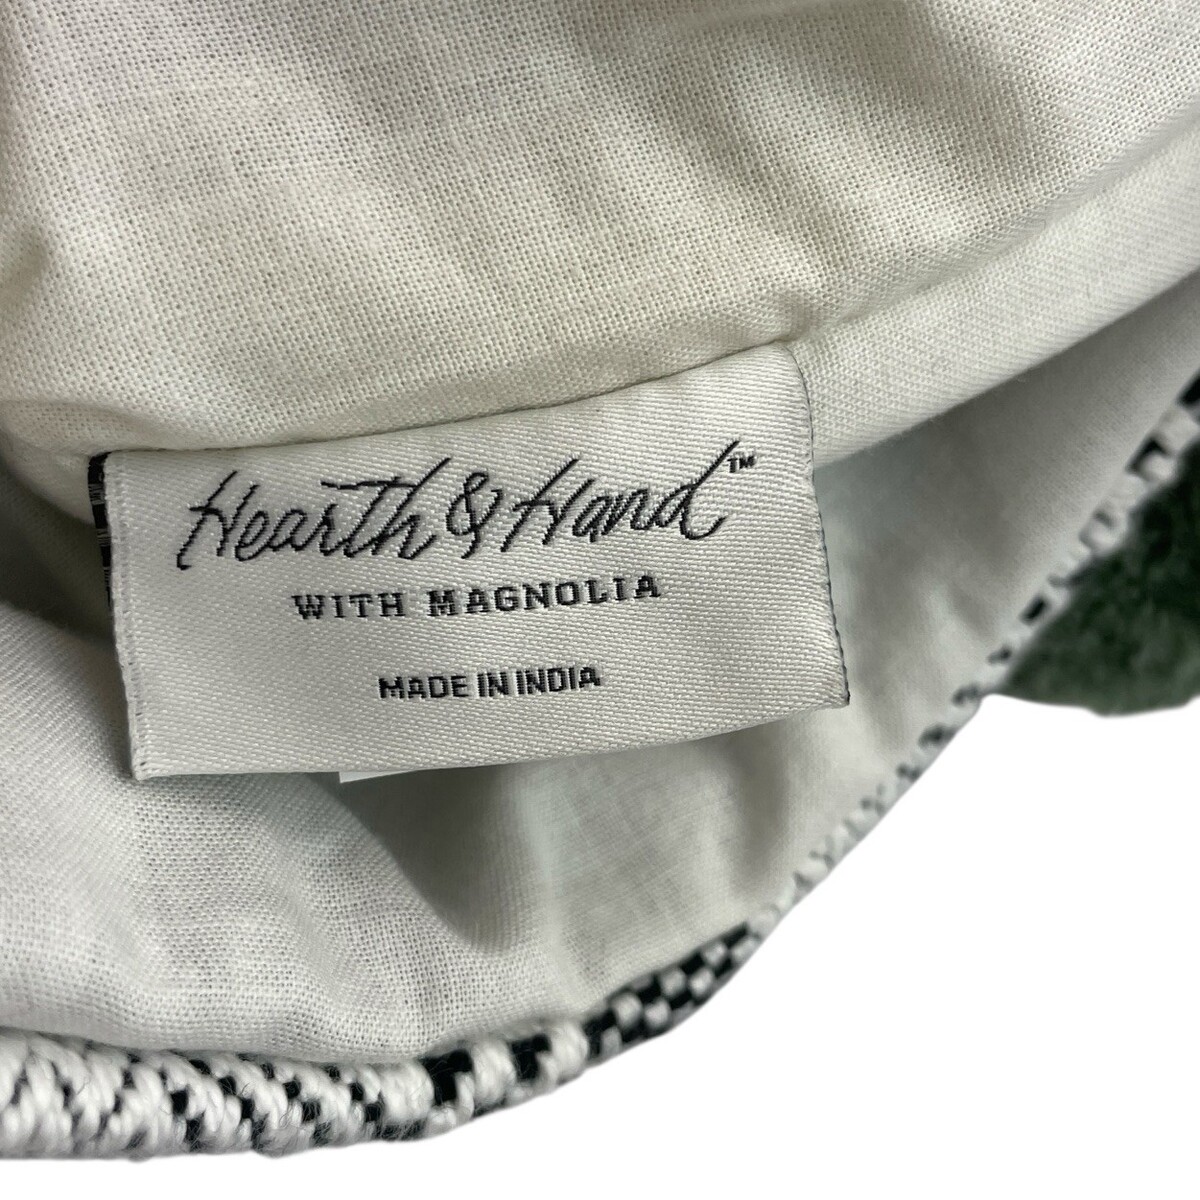 Hearth & Hand™
WITH MAGNOLIA
MADE IN INDIA